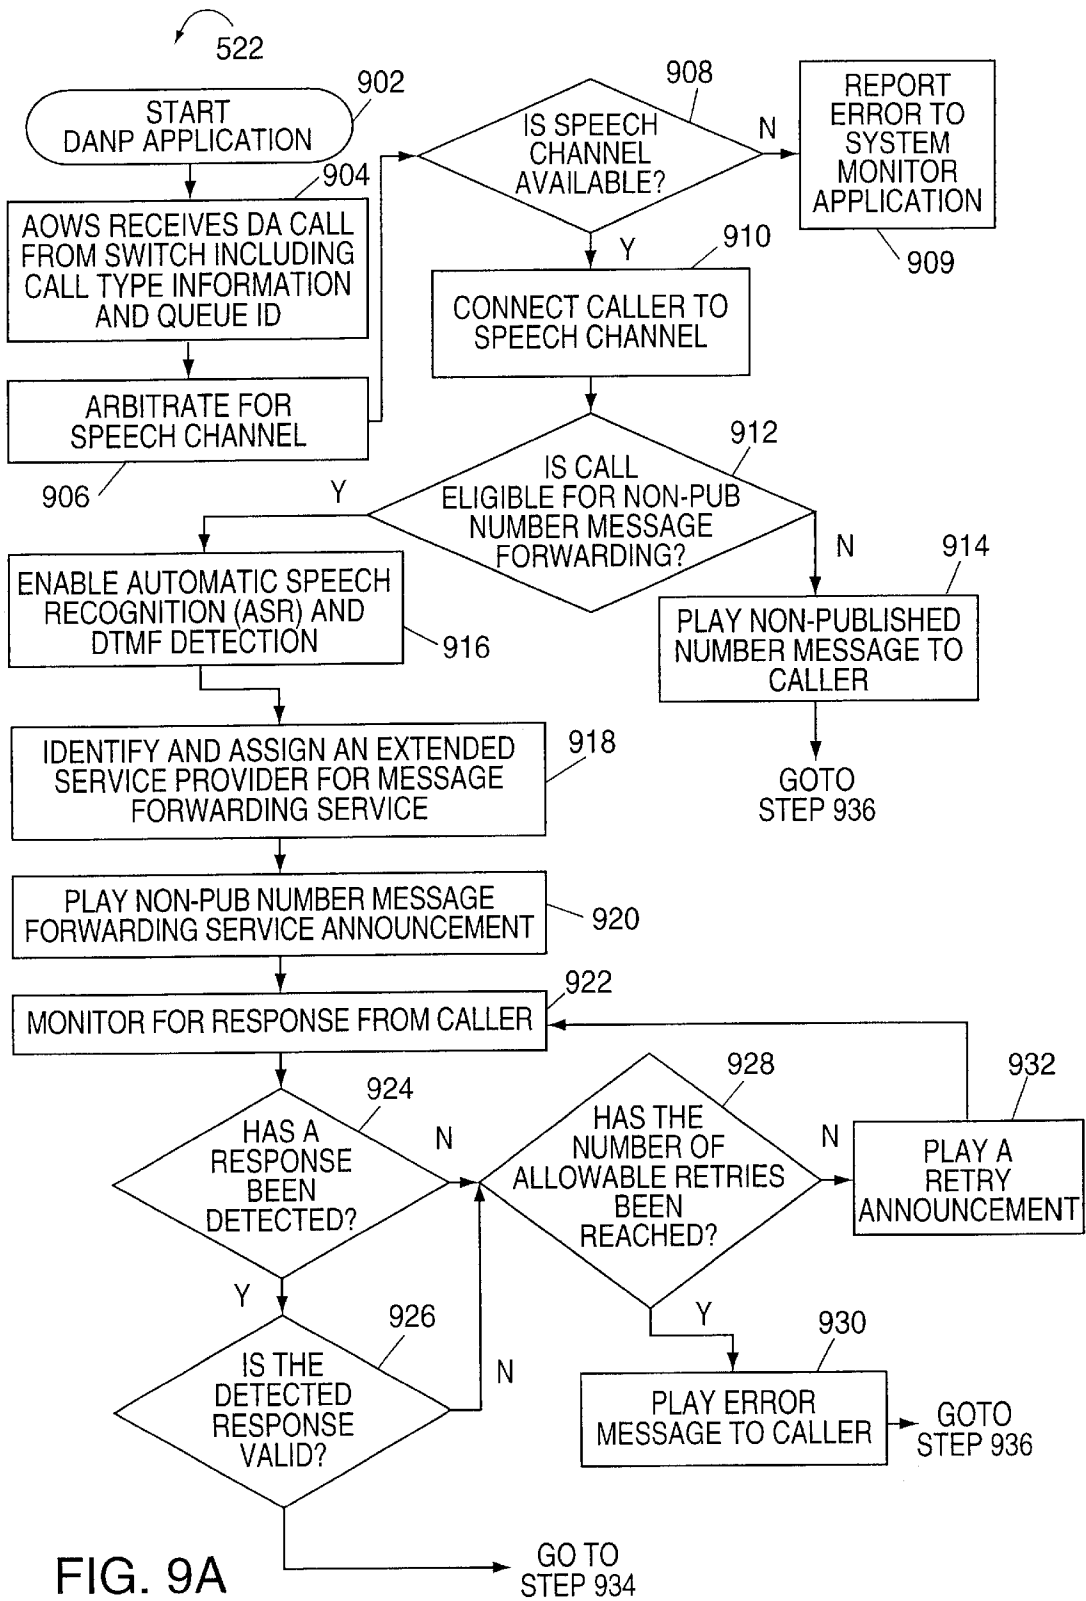 522
START
DANP APPLICATION
902
904
AOWS RECEIVES DA CALL
FROM SWITCH INCLUDING
CALL TYPE INFORMATION
AND QUEUE ID
ARBITRATE FOR
SPEECH CHANNEL
906
IS SPEECH
CHANNEL
AVAILABLE?
908
N
REPORT
ERROR TO
SYSTEM
MONITOR
APPLICATION
909
Y
910
CONNECT CALLER TO
SPEECH CHANNEL
912
IS CALL
ELIGIBLE FOR NON-PUB
NUMBER MESSAGE
FORWARDING?
Y
N
914
PLAY NON-PUBLISHED
NUMBER MESSAGE TO
CALLER
GOTO
STEP 936
ENABLE AUTOMATIC SPEECH
RECOGNITION (ASR) AND
DTMF DETECTION
916
IDENTIFY AND ASSIGN AN EXTENDED
SERVICE PROVIDER FOR MESSAGE
FORWARDING SERVICE
918
PLAY NON-PUB NUMBER MESSAGE
FORWARDING SERVICE ANNOUNCEMENT
920
922
MONITOR FOR RESPONSE FROM CALLER
924
HAS A
RESPONSE
BEEN
DETECTED?
N
928
HAS THE
NUMBER OF
ALLOWABLE RETRIES
BEEN
REACHED?
N
932
PLAY A
RETRY
ANNOUNCEMENT
Y
926
IS THE
DETECTED
RESPONSE
VALID?
N
Y
930
PLAY ERROR
MESSAGE TO CALLER
GOTO
STEP 936
GO TO
STEP 934
FIG. 9A